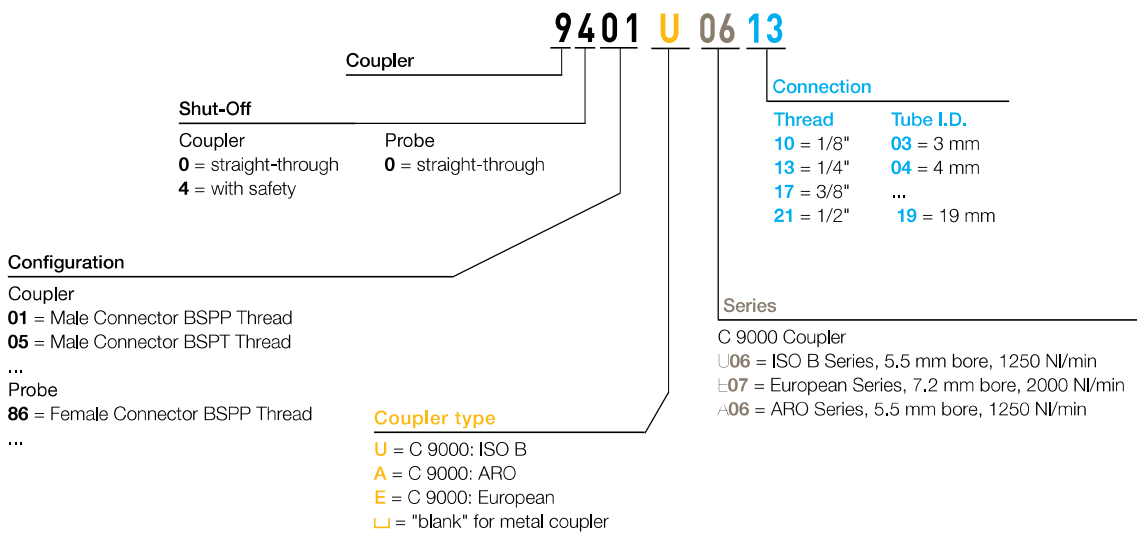 9401 U 06 13
Coupler
Shut-Off
Coupler Probe
0 = straight-through 0 = straight-through
4 = with safety
Connection
Thread Tube I.D.
10 = 1/8" 03 = 3 mm
13 = 1/4" 04 = 4 mm
17 = 3/8" ...
21 = 1/2" 19 = 19 mm
Configuration
Coupler
01 = Male Connector BSPP Thread
05 = Male Connector BSPT Thread
...
Probe
86 = Female Connector BSPP Thread
...
Series
C 9000 Coupler
U06 = ISO B Series, 5.5 mm bore, 1250 Nl/min
E07 = European Series, 7.2 mm bore, 2000 Nl/min
A06 = ARO Series, 5.5 mm bore, 1250 Nl/min
Coupler type
U = C 9000: ISO B
A = C 9000: ARO
E = C 9000: European
⌴ = "blank" for metal coupler